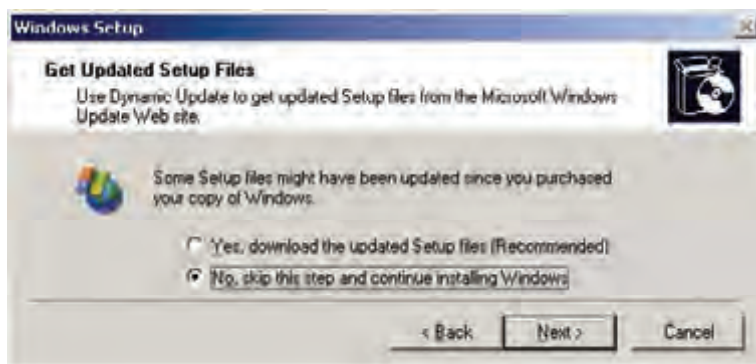 Windows Setup
Get Updated Setup Files
Use Dynamic Update to get updated Setup files from the Microsoft Windows
Update Web site.
Some Setup files might have been updated since you purchased
your copy of Windows.
Yes, download the updated Setup files (Recommended)
No, skip this step and continue installing Windows
< Back
Next >
Cancel